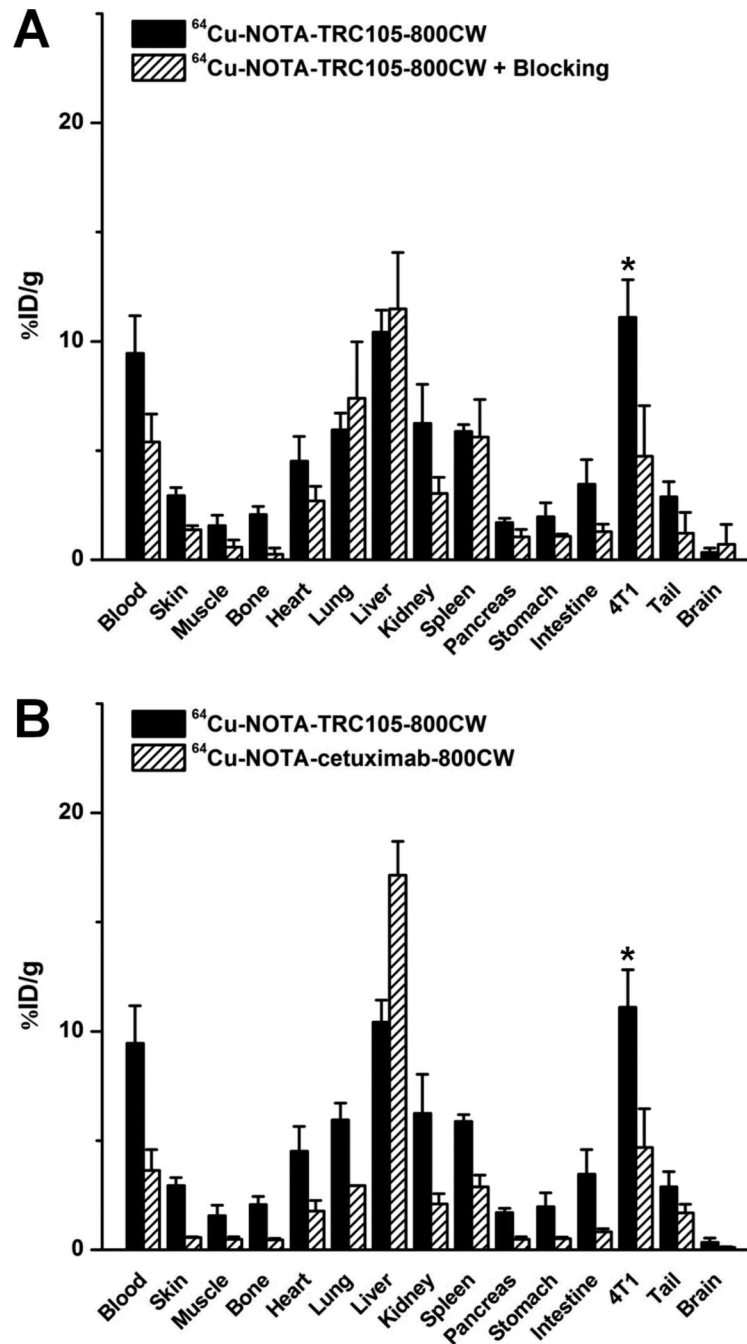 A
⁶⁴Cu-NOTA-TRC105-800CW
⁶⁴Cu-NOTA-TRC105-800CW + Blocking
20
10
0
%ID/g
*
Blood
Skin
Muscle
Bone
Heart
Lung
Liver
Kidney
Spleen
Pancreas
Stomach
Intestine
4T1
Tail
Brain
B
⁶⁴Cu-NOTA-TRC105-800CW
⁶⁴Cu-NOTA-cetuximab-800CW
20
10
0
%ID/g
*
Blood
Skin
Muscle
Bone
Heart
Lung
Liver
Kidney
Spleen
Pancreas
Stomach
Intestine
4T1
Tail
Brain